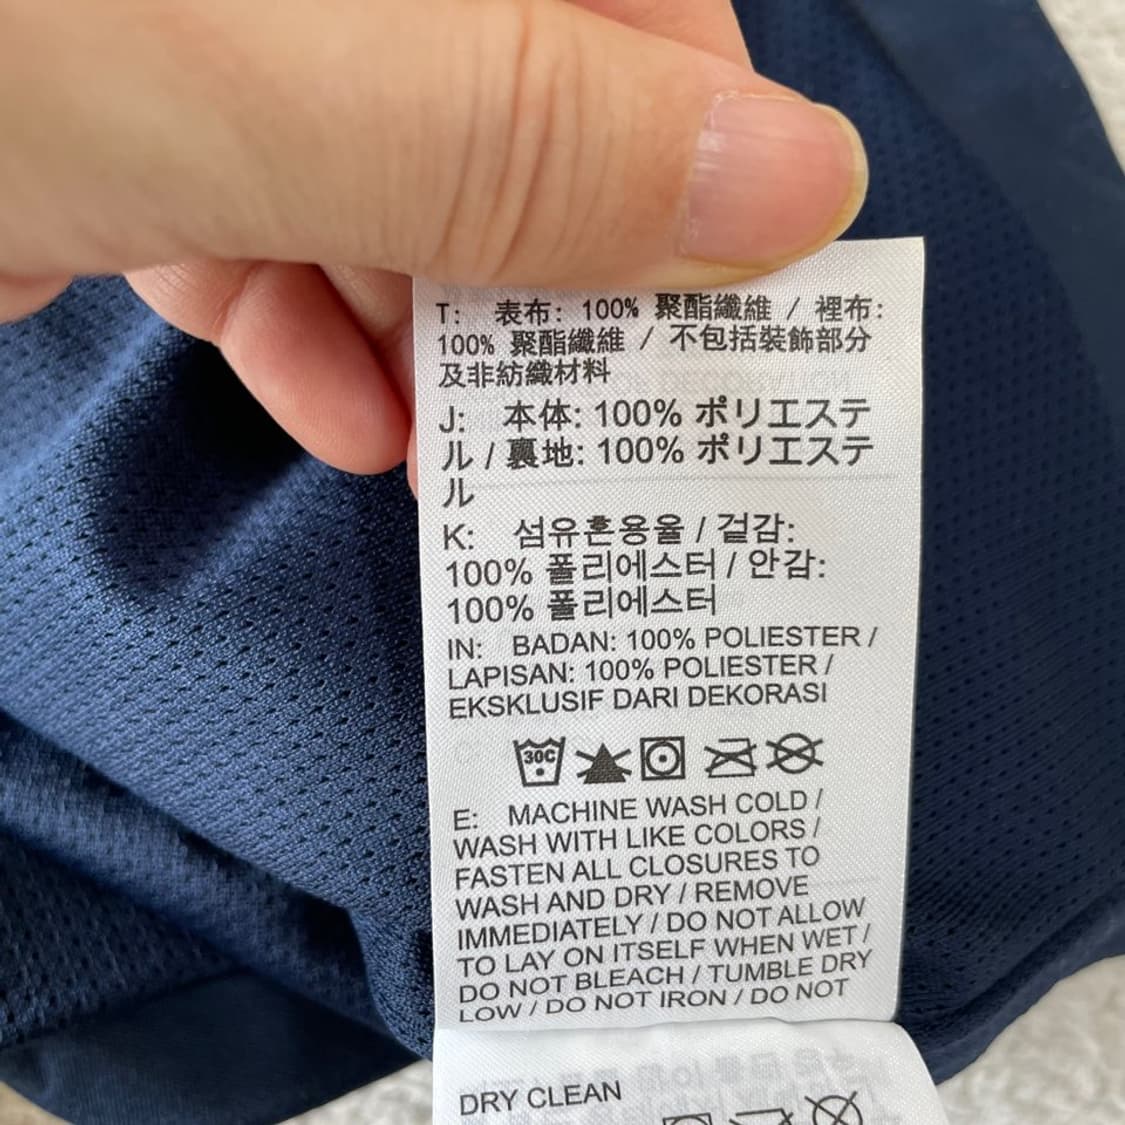 T: 表布: 100% 聚酯纖維 / 裡布:
100% 聚酯纖維 / 不包括裝飾部分
及非紡織材料
J: 本体: 100% ポリエステ
ル / 裏地: 100% ポリエステ
ル
K: 섬유혼용율 / 겉감:
100% 폴리에스터 / 안감:
100% 폴리에스터
IN: BADAN: 100% POLIESTER /
LAPISAN: 100% POLIESTER /
EKSKLUSIF DARI DEKORASI
30C
E: MACHINE WASH COLD /
WASH WITH LIKE COLORS /
FASTEN ALL CLOSURES TO
WASH AND DRY / REMOVE
IMMEDIATELY / DO NOT ALLOW
TO LAY ON ITSELF WHEN WET /
DO NOT BLEACH / TUMBLE DRY
LOW / DO NOT IRON / DO NOT
DRY CLEAN